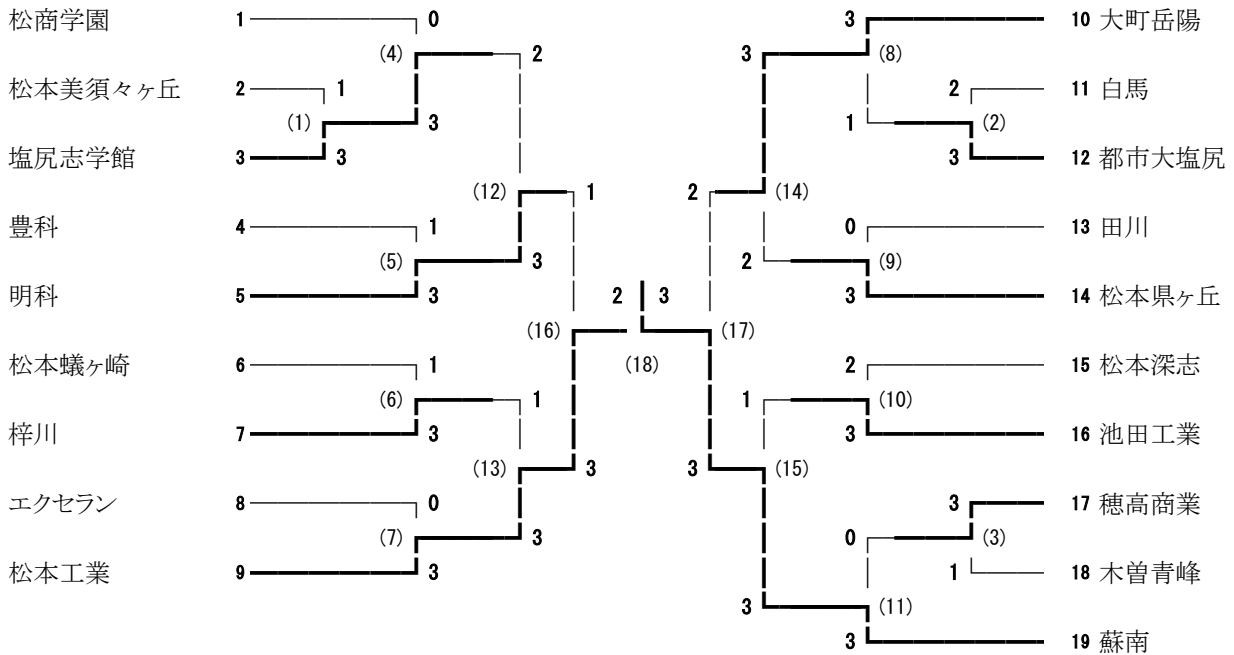 松商学園 1 0 3 10 大町岳陽
(4) 2 3 (8)
松本美須々ヶ丘 2 1 2 11 白馬
(1) 3 1 (2)
塩尻志学館 3 3 3 12 都市大塩尻
(12) 1 2 (14)
豊科 4 1 0 13 田川
(5) 3 2 (9)
明科 5 3 2 3 3 14 松本県ヶ丘
(16) (17)
松本蟻ヶ崎 6 1 (18) 2 15 松本深志
(6) 1 1 (10)
梓川 7 3 3 16 池田工業
(13) 3 3 (15)
エクセラン 8 0 3 17 穂高商業
(7) 3 0 (3)
松本工業 9 3 1 18 木曽青峰
3 (11)
3 19 蘇南